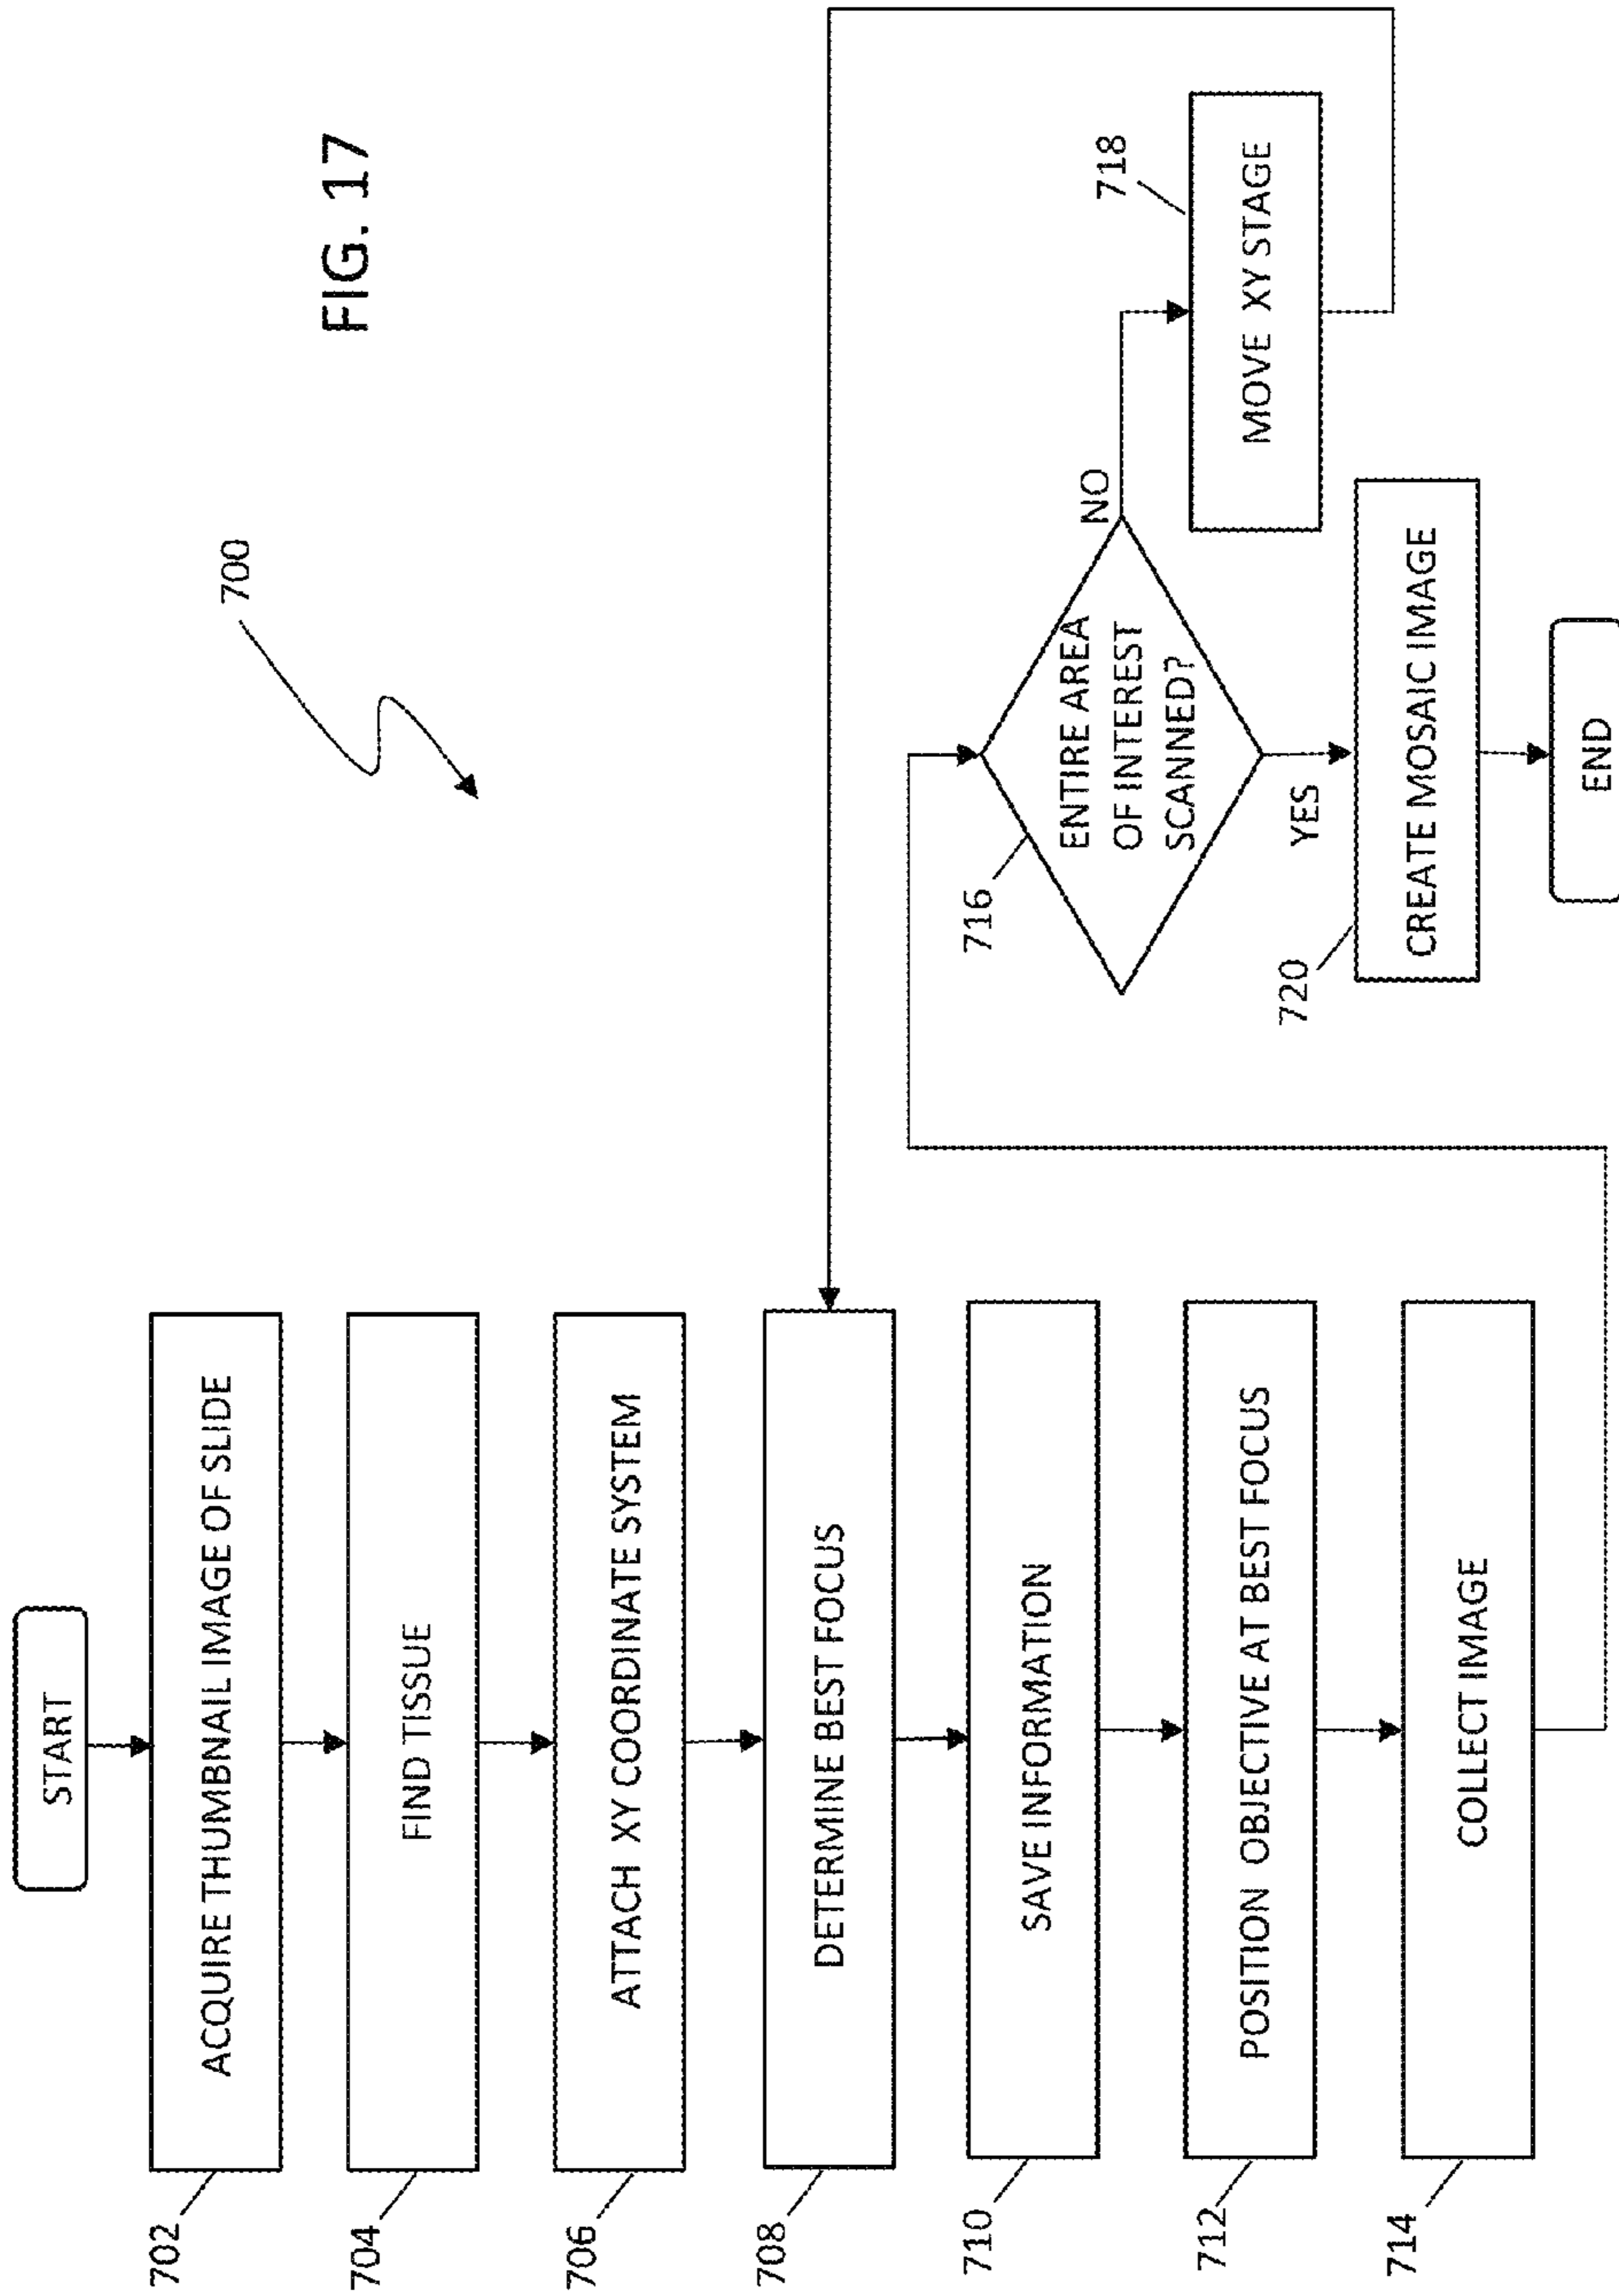 FIG. 17
700
START
702
ACQUIRE THUMBNAIL IMAGE OF SLIDE
704
FIND TISSUE
706
ATTACH XY COORDINATE SYSTEM
708
DETERMINE BEST FOCUS
710
SAVE INFORMATION
712
POSITION OBJECTIVE AT BEST FOCUS
714
COLLECT IMAGE
716
ENTIRE AREA
OF INTEREST
SCANNED?
NO
718
MOVE XY STAGE
YES
720
CREATE MOSAIC IMAGE
END